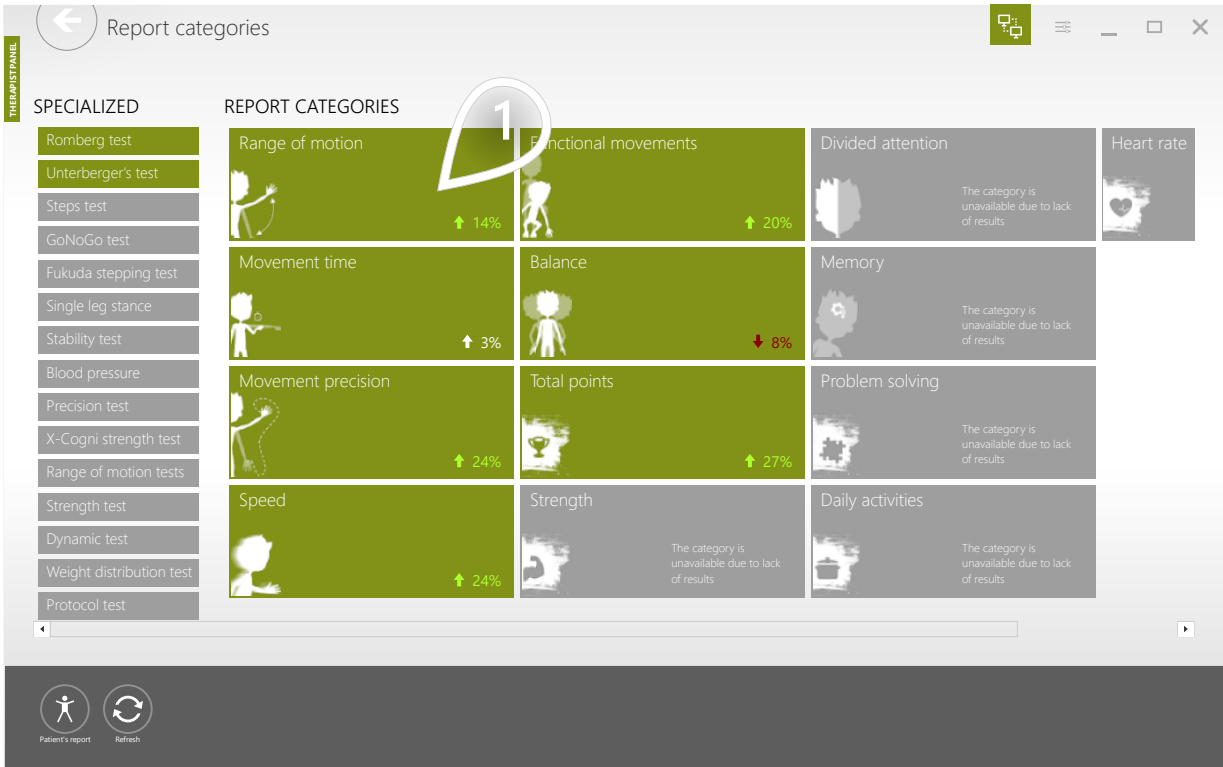 Report categories
THERAPIST PANEL
SPECIALIZED
REPORT CATEGORIES
1
Romberg test
Unterberger's test
Steps test
GoNoGo test
Fukuda stepping test
Single leg stance
Stability test
Blood pressure
Precision test
X-Cogni strength test
Range of motion tests
Strength test
Dynamic test
Weight distribution test
Protocol test
Range of motion
14%
Functional movements
20%
Divided attention
The category is
unavailable due to lack
of results
Heart rate
Movement time
3%
Balance
8%
Memory
The category is
unavailable due to lack
of results
Movement precision
24%
Total points
27%
Problem solving
The category is
unavailable due to lack
of results
Speed
24%
Strength
The category is
unavailable due to lack
of results
Daily activities
The category is
unavailable due to lack
of results
Patient's report
Refresh